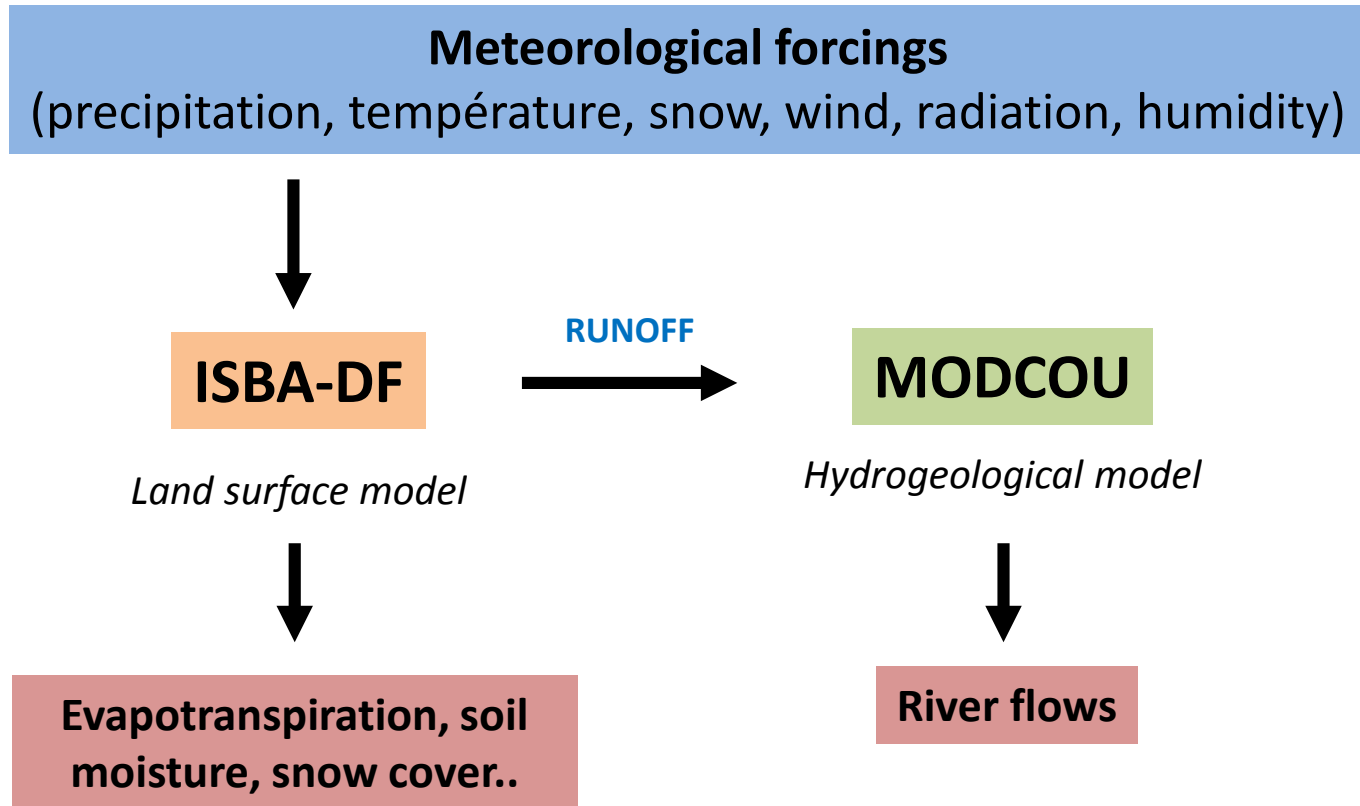 Meteorological forcings
(precipitation, température, snow, wind, radiation, humidity)
RUNOFF
ISBA-DF
MODCOU
Land surface model
Hydrogeological model
Evapotranspiration, soil
moisture, snow cover..
River flows